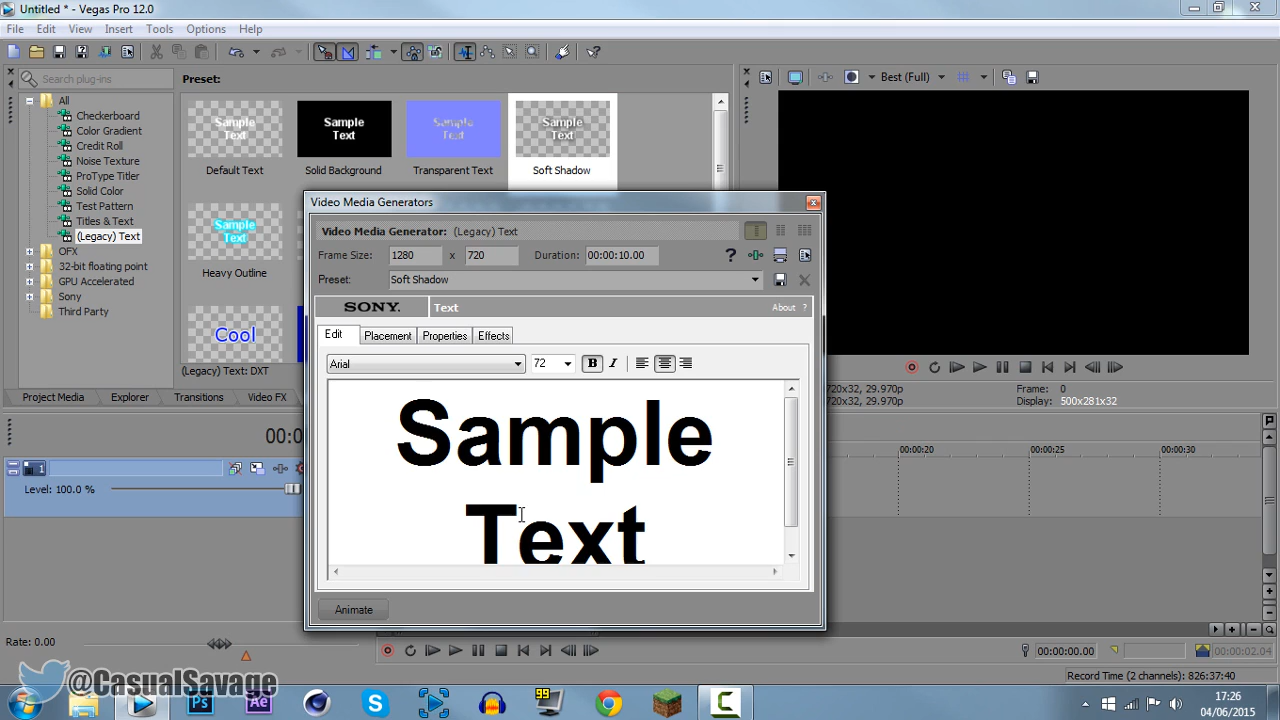 Untitled * - Vegas Pro 12.0
File Edit View Insert Tools Options Help
Search plug-ins
Preset:
Best (Full)
All
Checkerboard
Color Gradient
Credit Roll
Noise Texture
ProType Titler
Solid Color
Test Pattern
Titles & Text
(Legacy) Text
OFX
32-bit floating point
GPU Accelerated
Sony
Third Party
Sample
Text
Default Text
Sample
Text
Solid Background
Sample
Text
Transparent Text
Sample
Text
Soft Shadow
Sample
Text
Heavy Outline
Cool
(Legacy) Text: DXT
Project Media Explorer Transitions Video FX
Video Media Generators
Video Media Generator: (Legacy) Text
Frame Size: 1280 x 720 Duration: 00:00:10.00
Preset: Soft Shadow
SONY. Text About ?
Edit Placement Properties Effects
Arial 72 B I
Sample
Text
Animate
720x32, 29.970p Frame: 0
720x32, 29.970p Display: 500x281x32
00:00:20 00:00:25 00:00:30
1
Level: 100.0 %
Rate: 0.00
00:00:00.00 00:00:02.04
Record Time (2 channels): 826:37:40
@CasualSavage
Ps Ae 99
17:26
04/06/2015